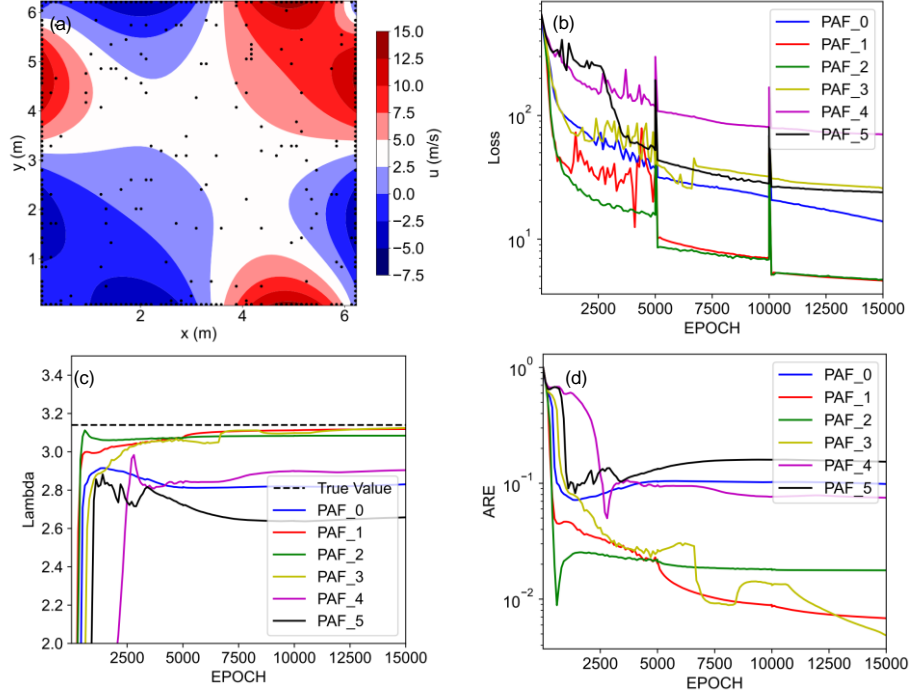 (a)
6
5
4
3
2
1
y (m)
2
4
6
x (m)
15.0
12.5
10.0
7.5
5.0
2.5
0.0
−2.5
−5.0
−7.5
u (m/s)
(b)
PAF_0
PAF_1
PAF_2
PAF_3
PAF_4
PAF_5
10²
10¹
Loss
2500 5000 7500 10000 12500 15000
EPOCH
(c)
3.4
3.2
3.0
2.8
2.6
2.4
2.2
2.0
Lambda
True Value
PAF_0
PAF_1
PAF_2
PAF_3
PAF_4
PAF_5
2500 5000 7500 10000 12500 15000
EPOCH
(d)
PAF_0
PAF_1
PAF_2
PAF_3
PAF_4
PAF_5
10⁰
10⁻¹
10⁻²
ARE
2500 5000 7500 10000 12500 15000
EPOCH